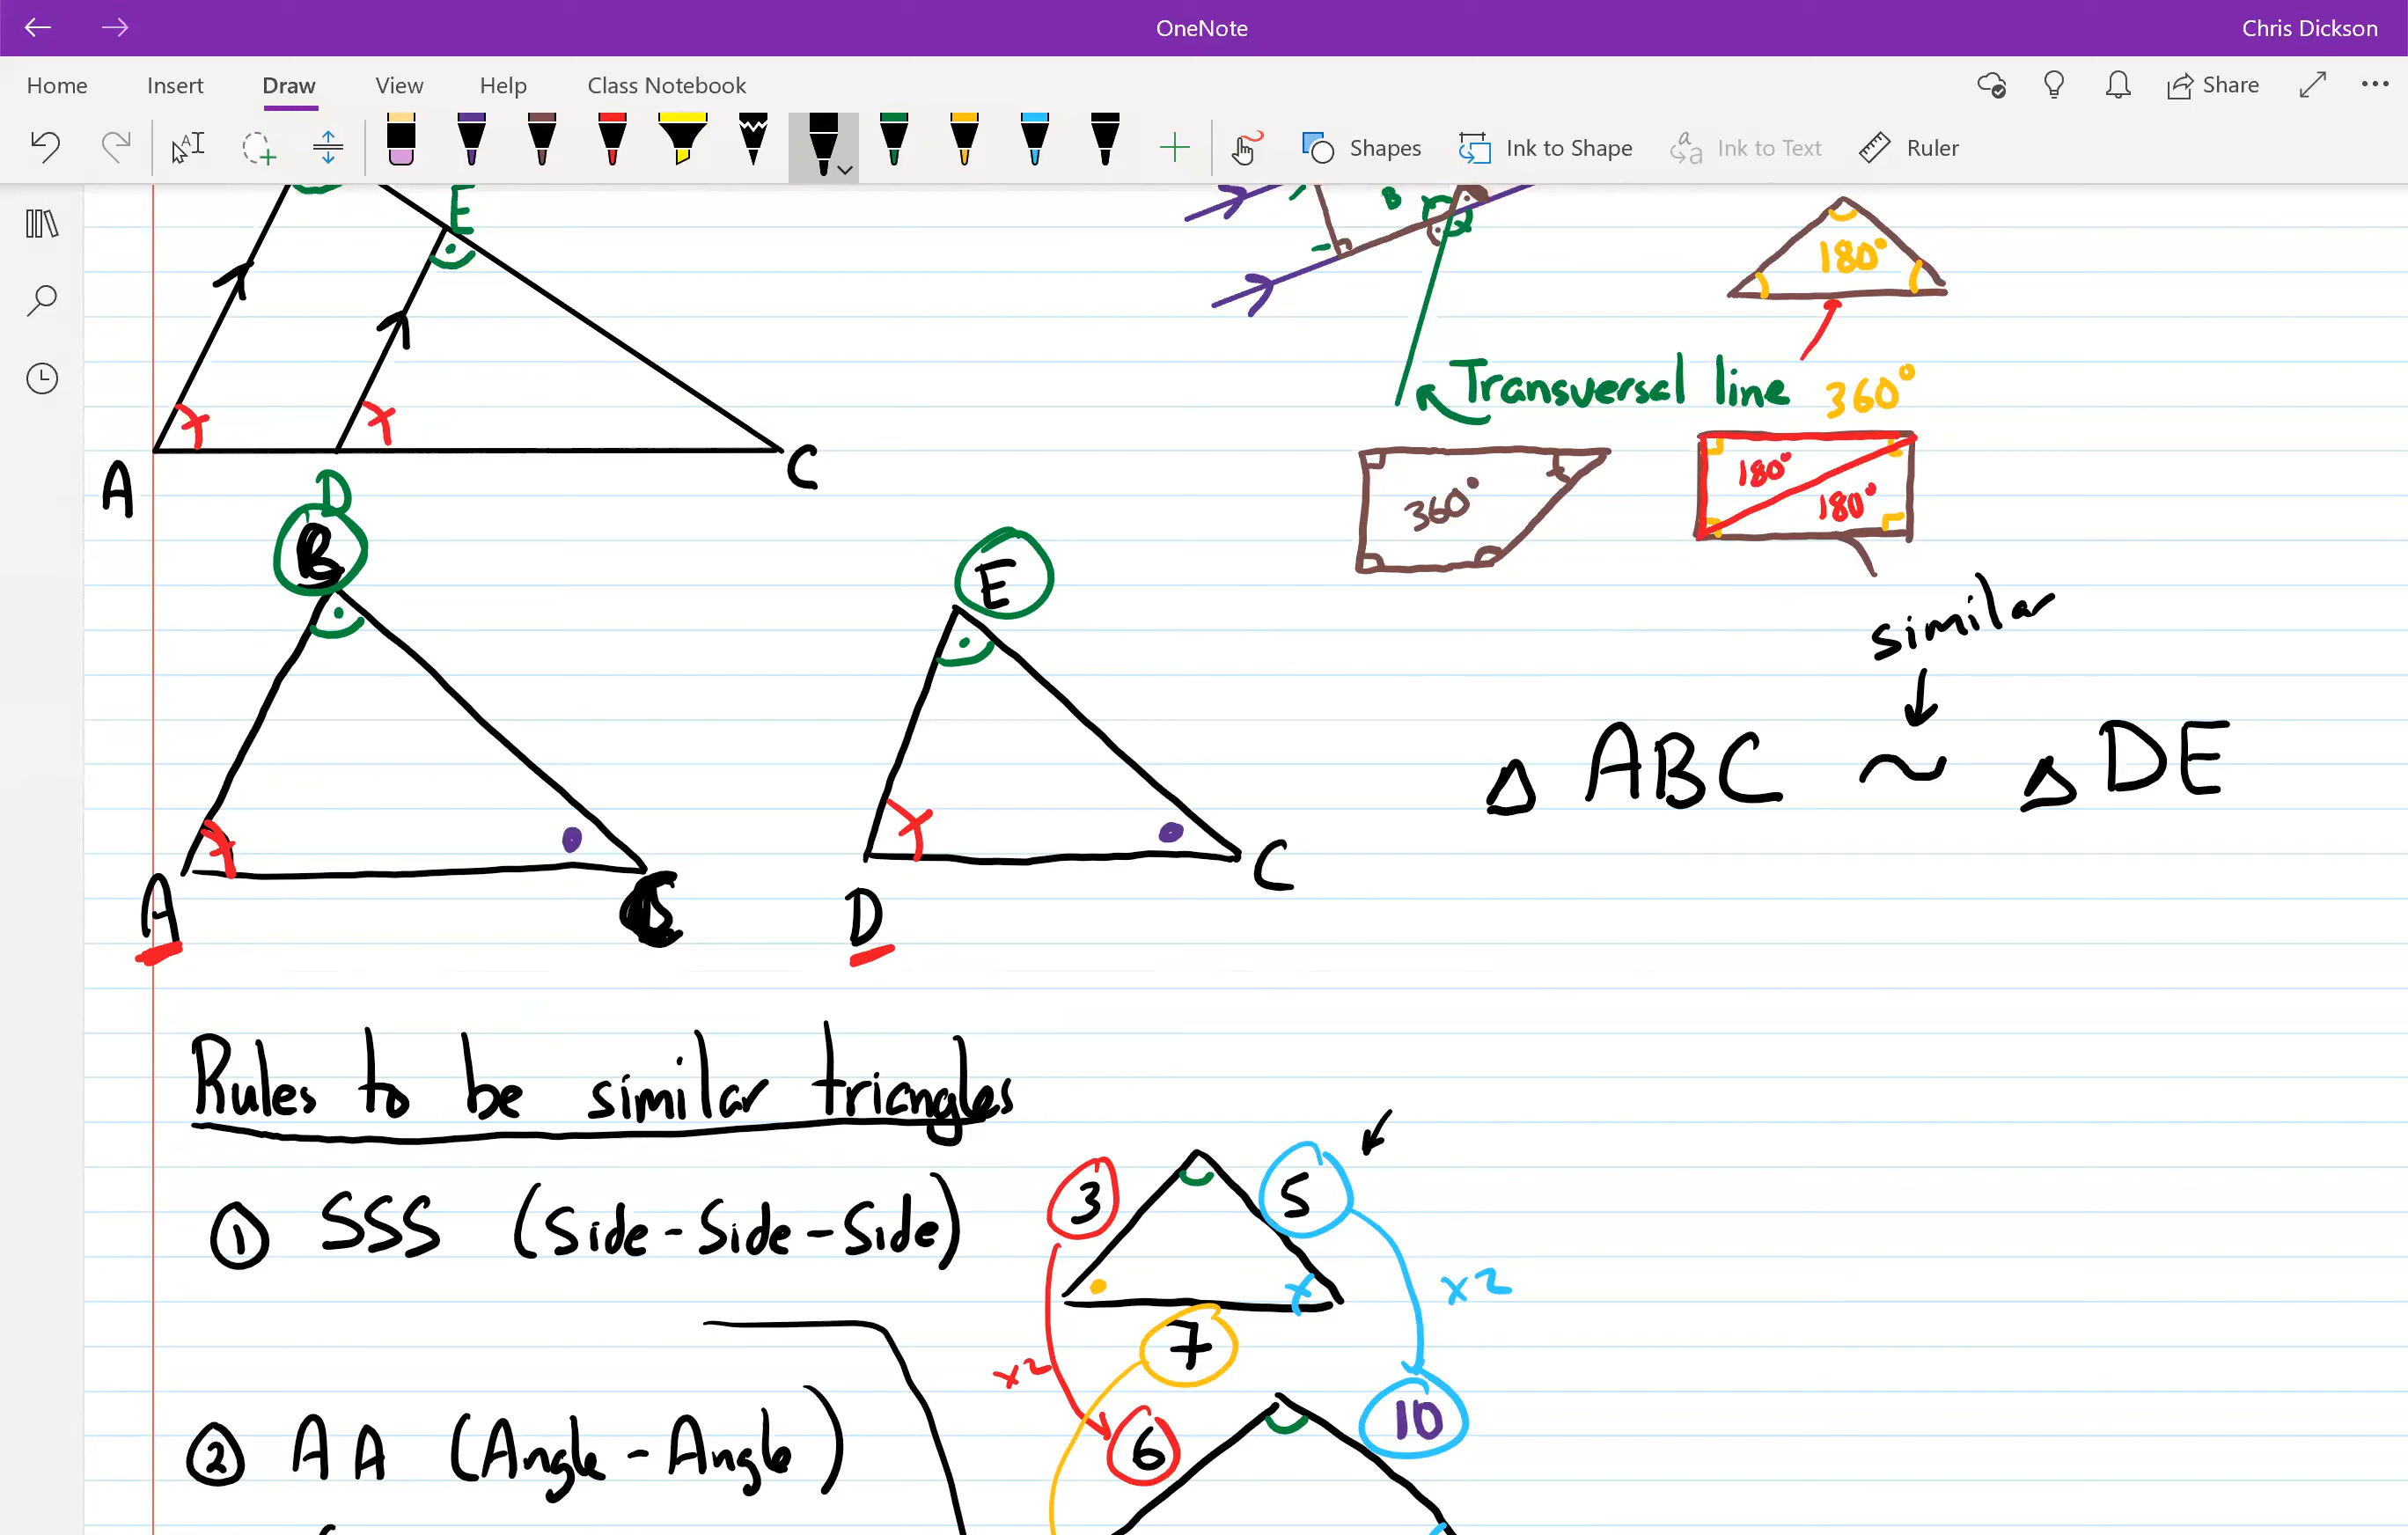 OneNote
Chris Dickson
Home Insert Draw View Help Class Notebook
Share
Shapes Ink to Shape Ink to Text Ruler
E
B
180°
Transversal line
360°
A
D
C
360°
180°
180°
B
E
similar
Δ ABC ~ Δ DE
A
C
D
C
Rules to be similar triangles
① SSS (Side-Side-Side)
3
5
x2
7
x2
10
6
② AA (Angle-Angle)